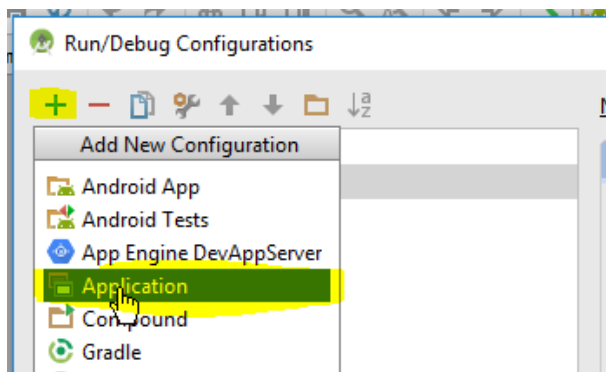 Run/Debug Configurations
Add New Configuration
Android App
Android Tests
App Engine DevAppServer
Application
Compound
Gradle